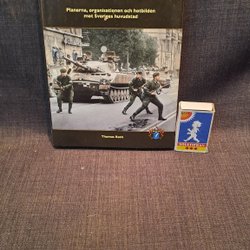 Planerna, organisationen och hotbilden
mot Sveriges huvudstad
Thomas Roth